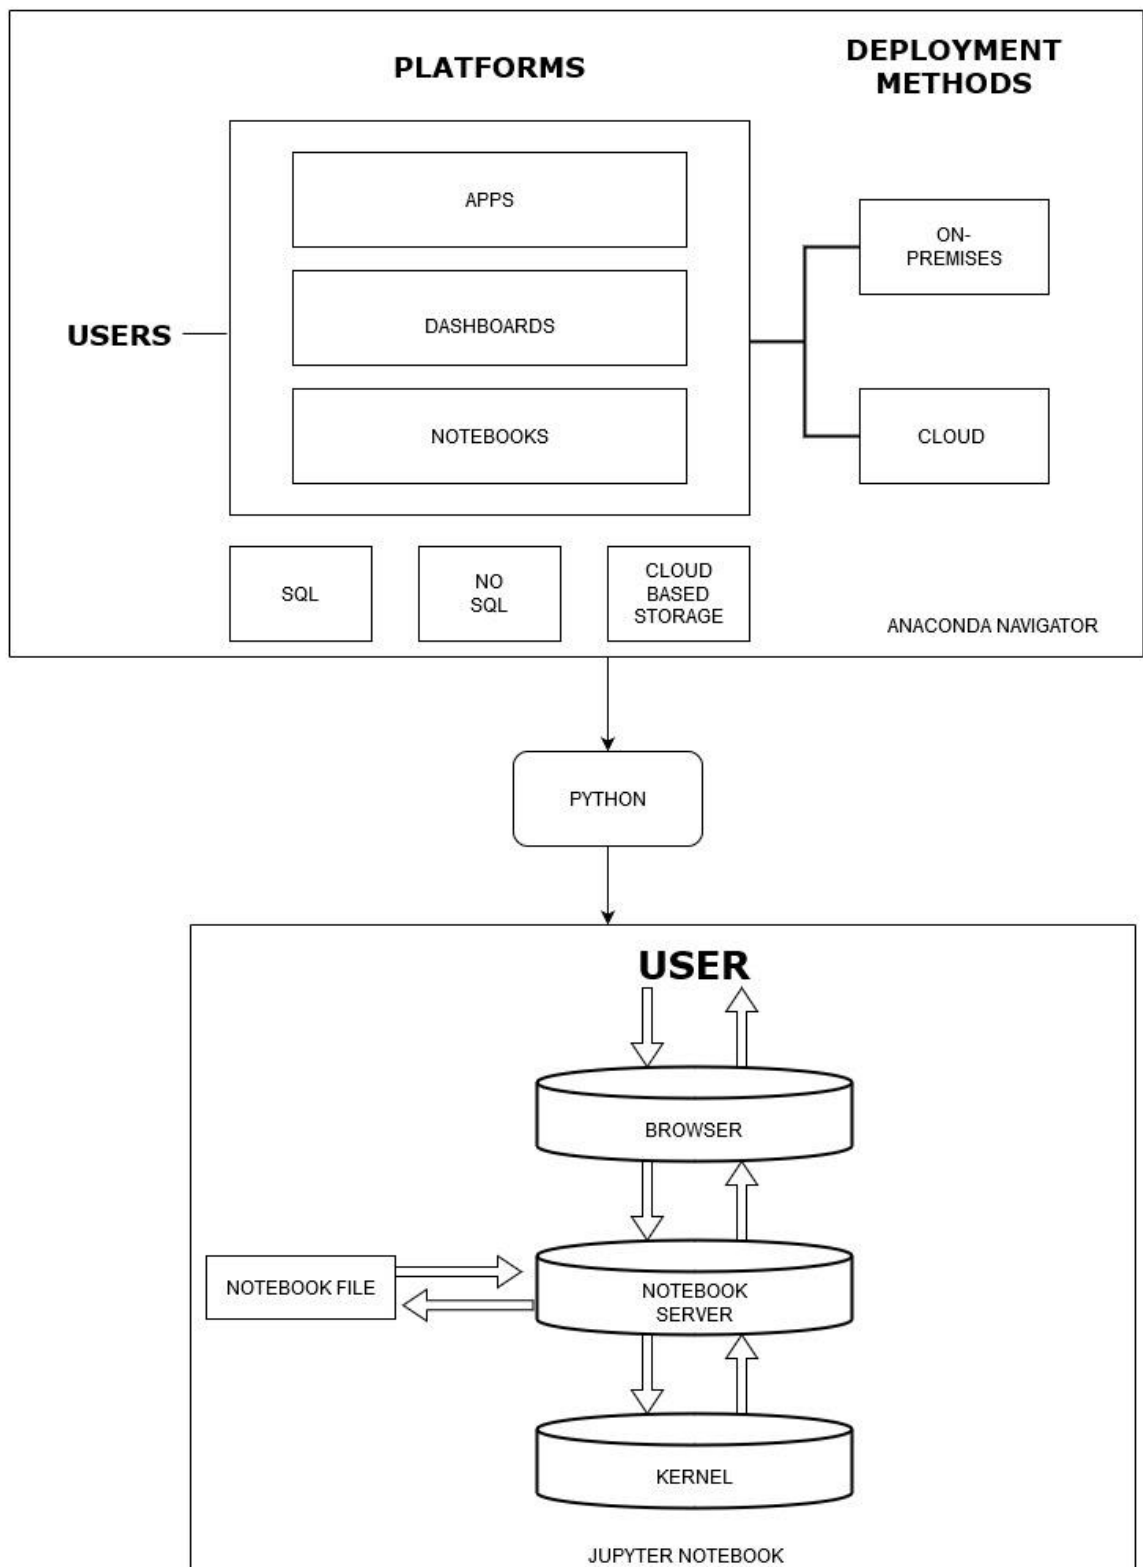 PLATFORMS
DEPLOYMENT
METHODS
APPS
ON-
PREMISES
DASHBOARDS
USERS
NOTEBOOKS
CLOUD
SQL
NO
SQL
CLOUD
BASED
STORAGE
ANACONDA NAVIGATOR
PYTHON
USER
BROWSER
NOTEBOOK FILE
NOTEBOOK
SERVER
KERNEL
JUPYTER NOTEBOOK